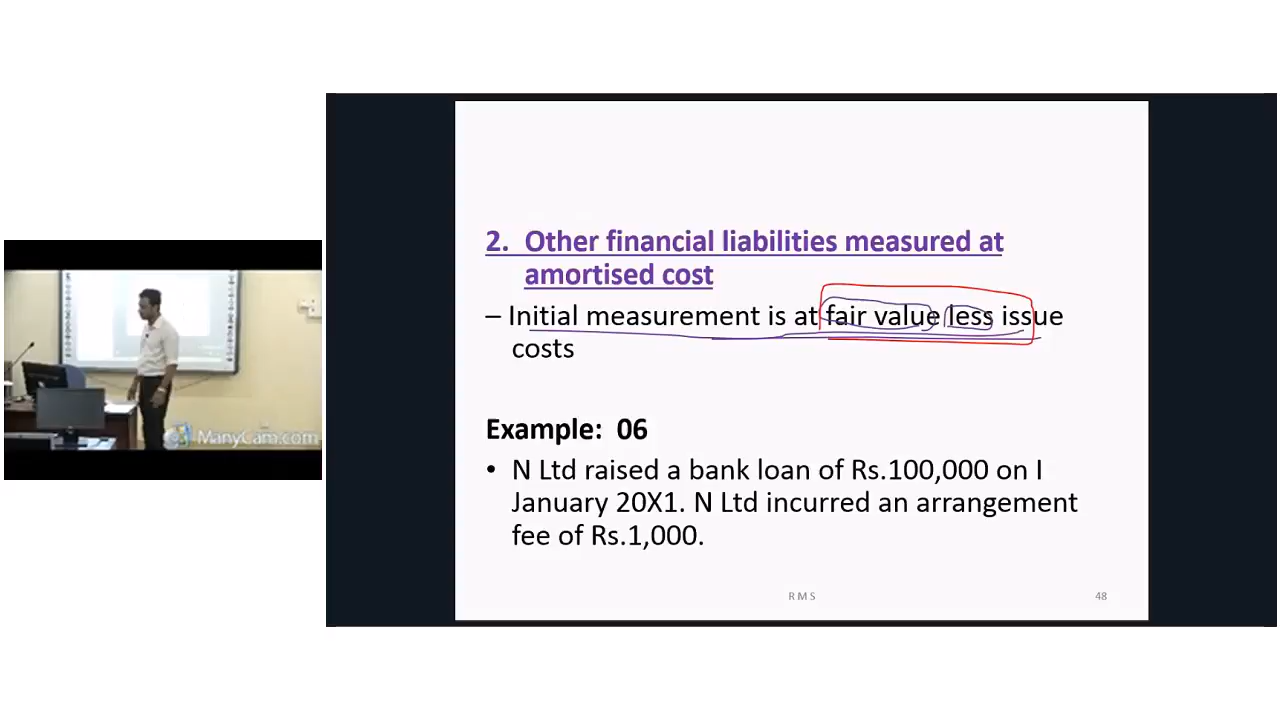 2. Other financial liabilities measured at
amortised cost
– Initial measurement is at fair value less issue
costs
Example: 06
• N Ltd raised a bank loan of Rs.100,000 on I
January 20X1. N Ltd incurred an arrangement
fee of Rs.1,000.
R M S
48
ManyCam.com